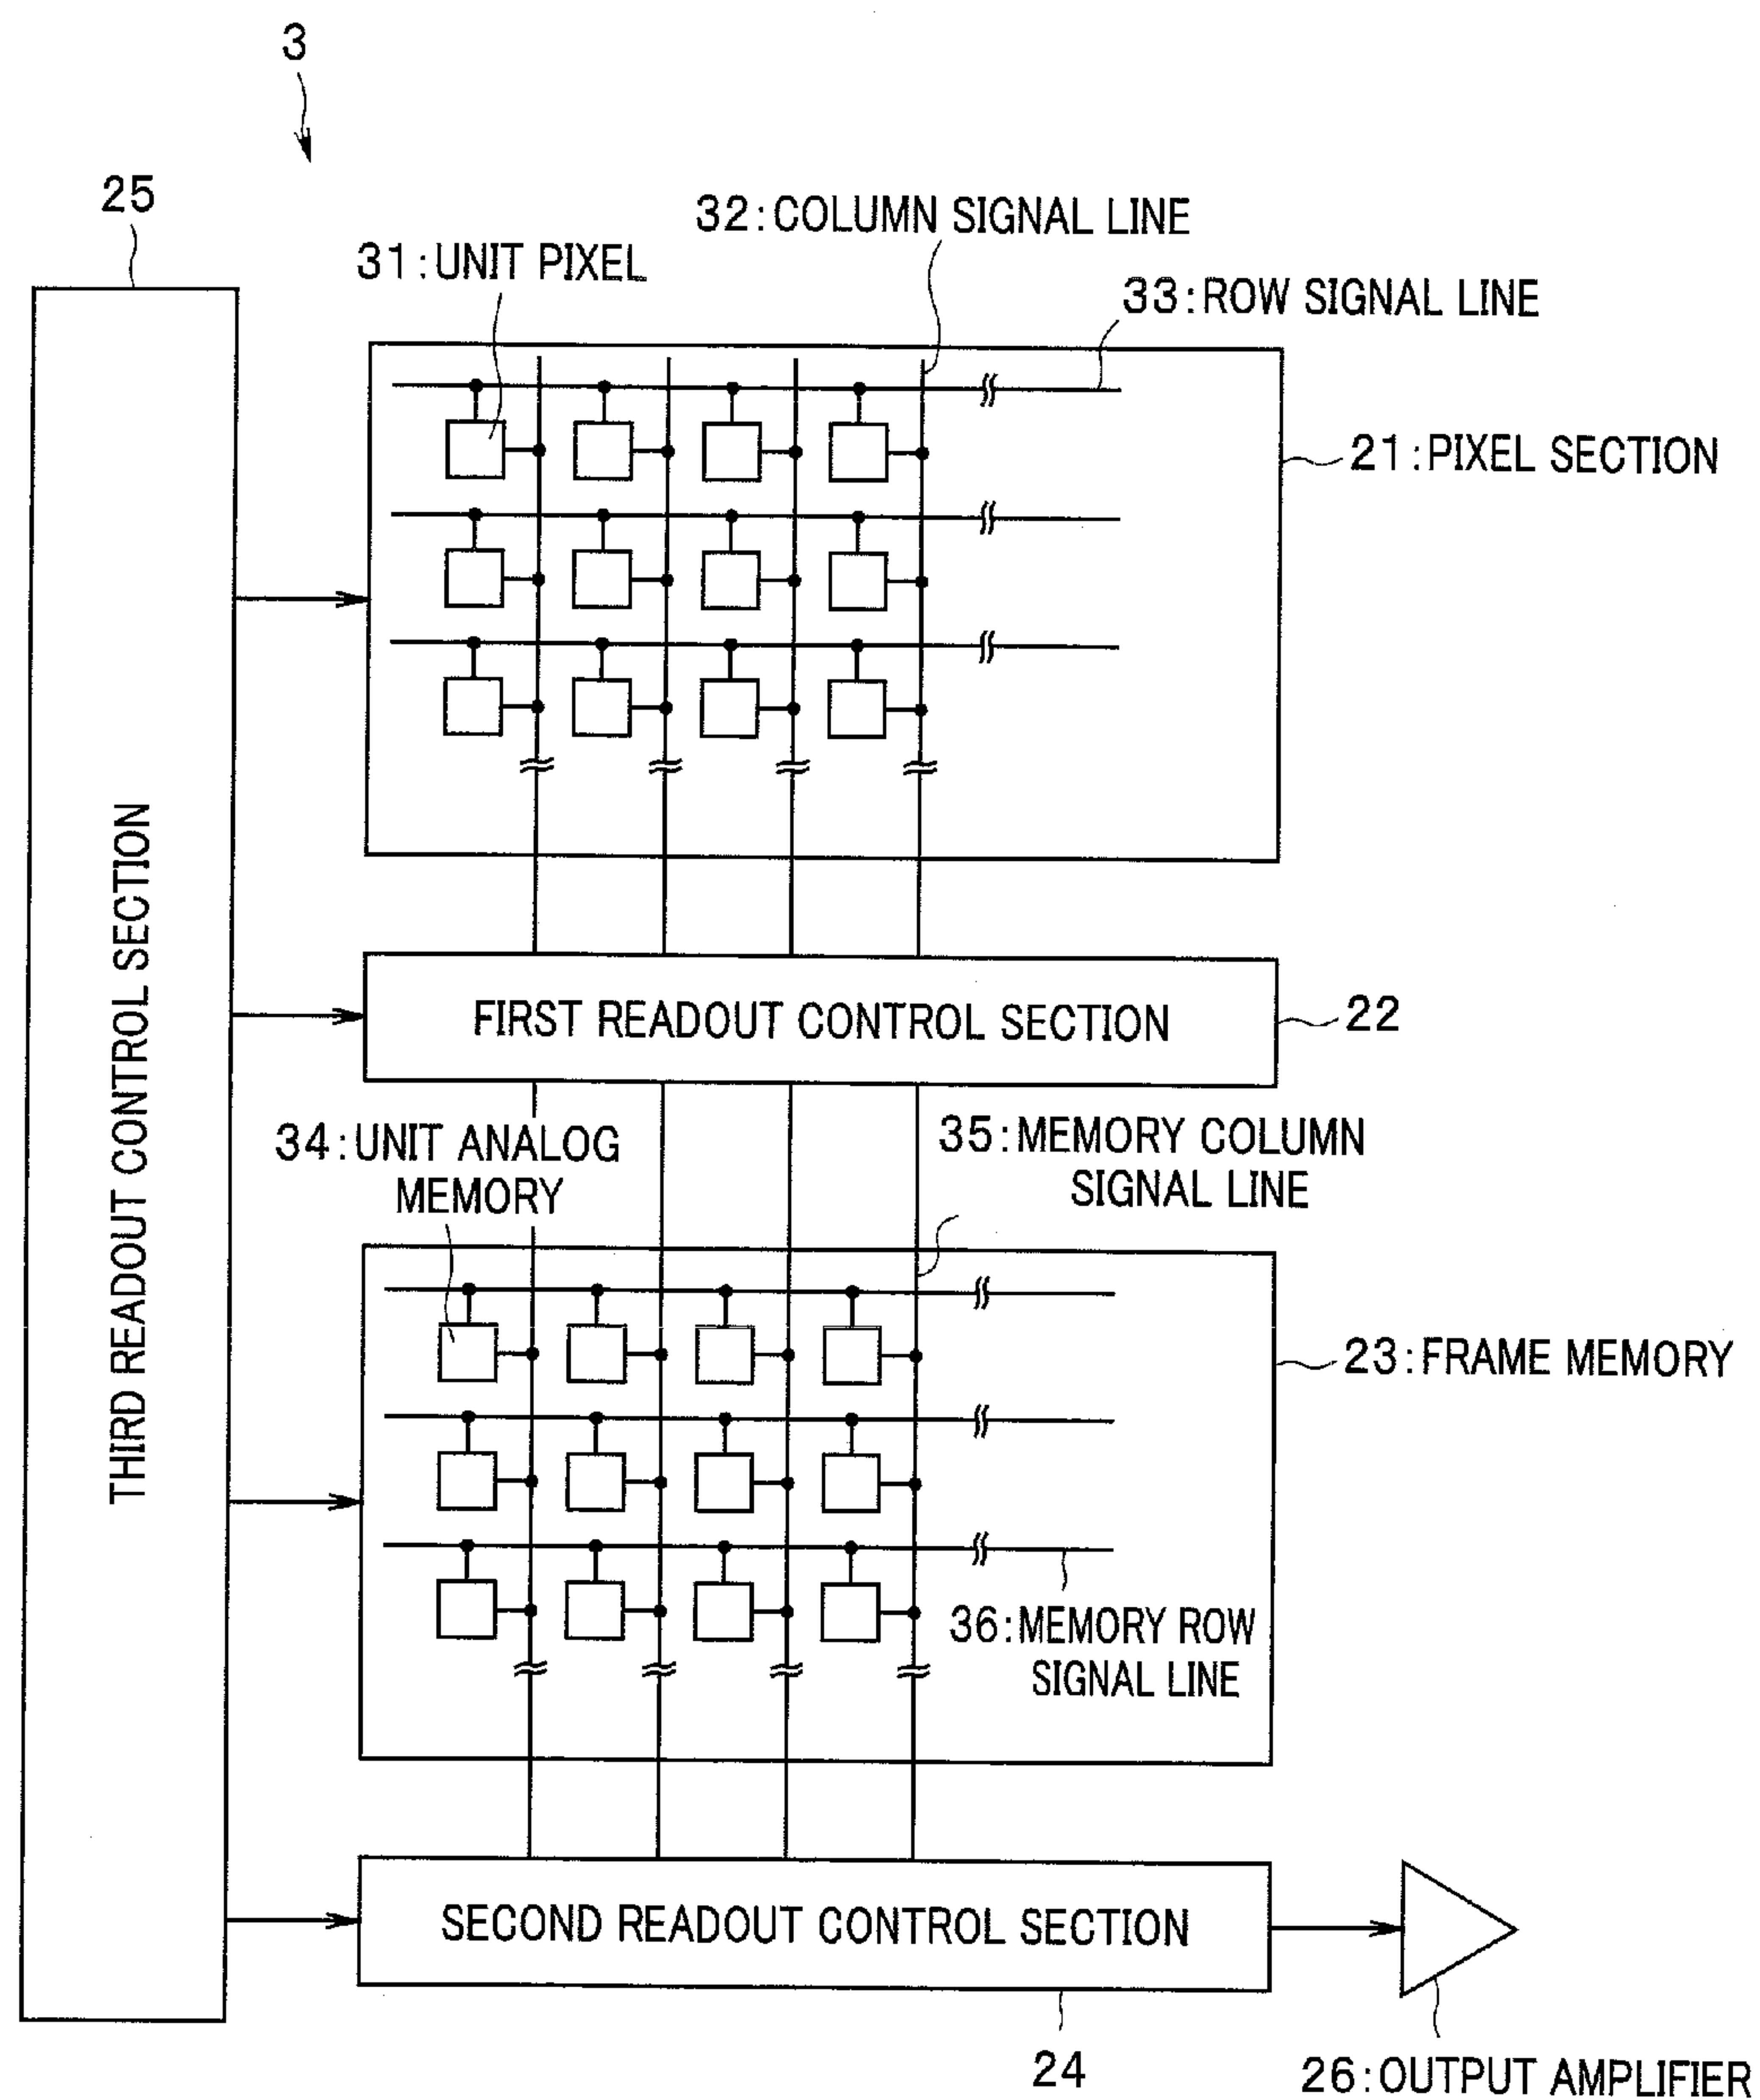 3
25
32:COLUMN SIGNAL LINE
31:UNIT PIXEL
33:ROW SIGNAL LINE
21:PIXEL SECTION
THIRD READOUT CONTROL SECTION
FIRST READOUT CONTROL SECTION
22
34:UNIT ANALOG
MEMORY
35:MEMORY COLUMN
SIGNAL LINE
23:FRAME MEMORY
36:MEMORY ROW
SIGNAL LINE
SECOND READOUT CONTROL SECTION
24
26:OUTPUT AMPLIFIER